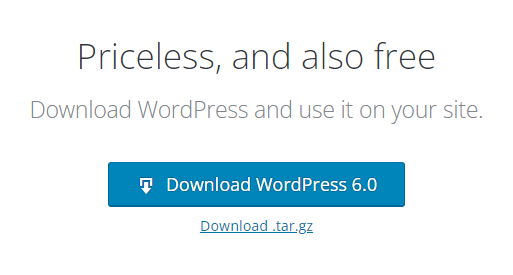 Priceless, and also free
Download WordPress and use it on your site.
Download WordPress 6.0
Download .tar.gz